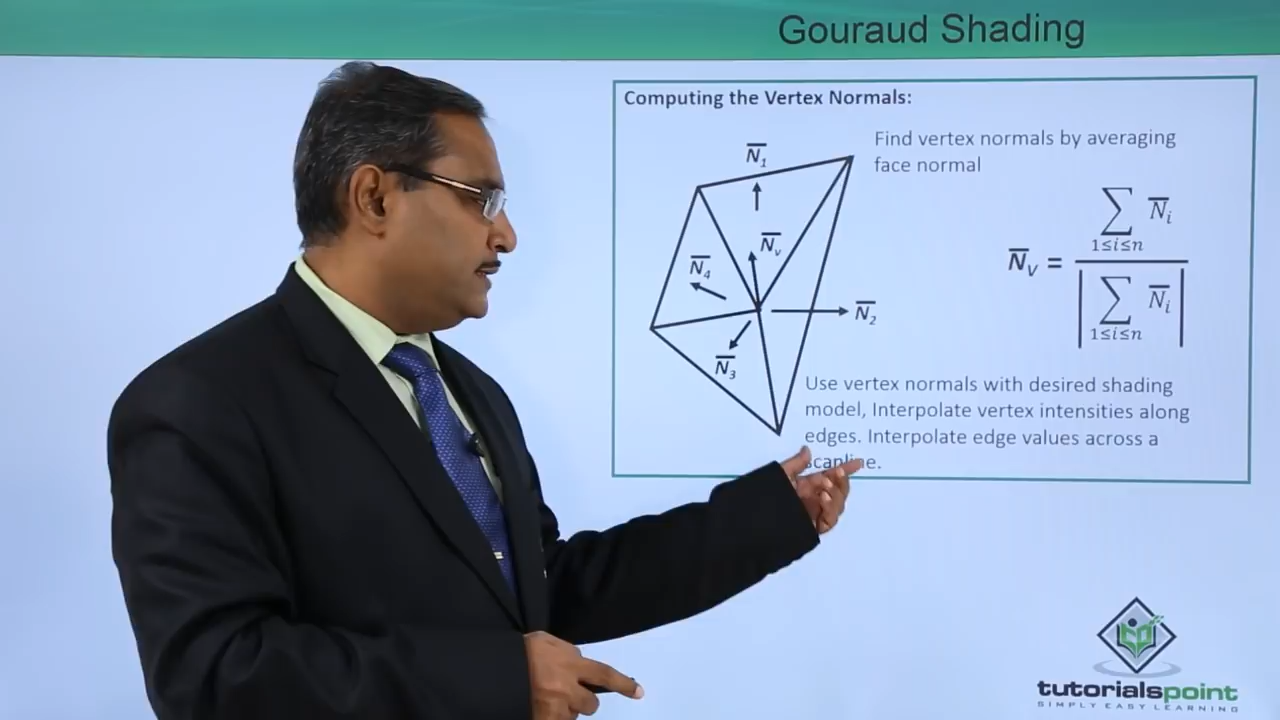 Gouraud Shading
Computing the Vertex Normals:
Find vertex normals by averaging
face normal
N̅₁
N̅ᵥ
N̅₄
N̅₂
N̅₃
N̅ᵥ = ∑ N̅ᵢ
1≤i≤n
|∑ N̅ᵢ|
1≤i≤n
Use vertex normals with desired shading
model, Interpolate vertex intensities along
edges. Interpolate edge values across a
scanline.
tutorialspoint
SIMPLY EASY LEARNING